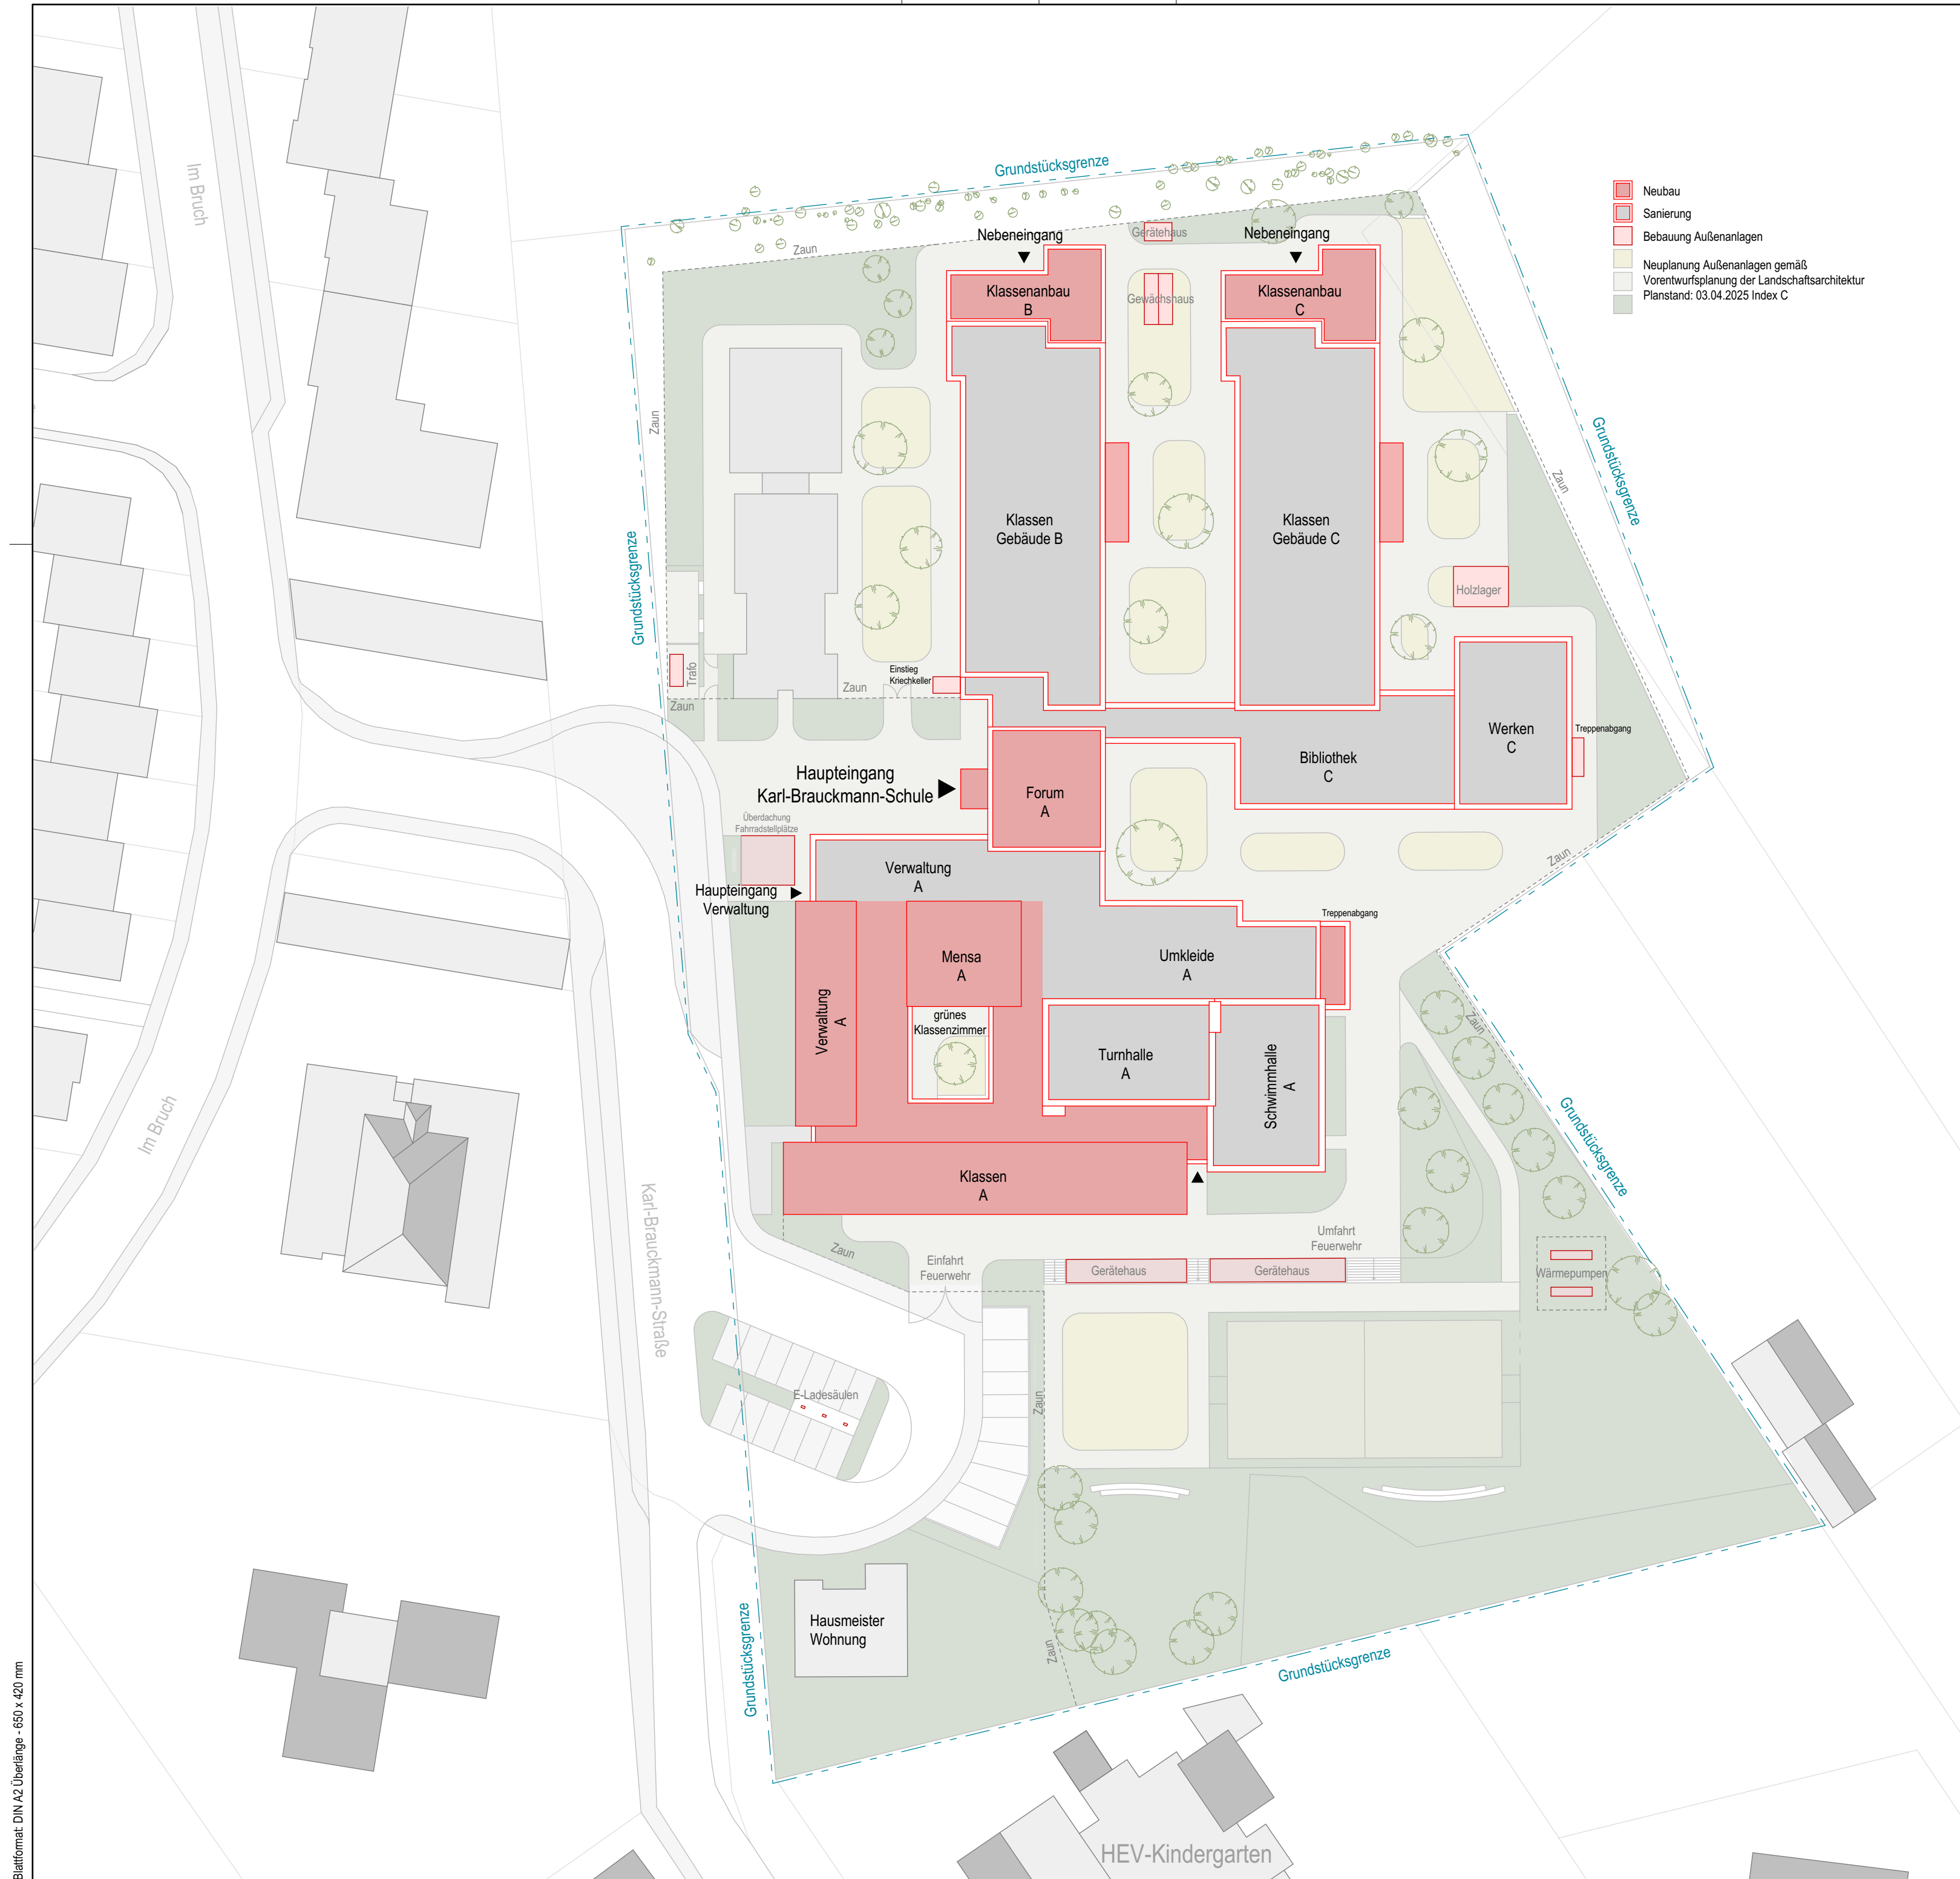 Grundstücksgrenze
Im Bruch
Zaun
Nebeneingang
Gerätehaus
Nebeneingang
Neubau
Sanierung
Bebauung Außenanlagen
Neuplanung Außenanlagen gemäß
Vorentwurfsplanung der Landschaftsarchitektur
Planstand: 03.04.2025 Index C
Klassenanbau
B
Gewächshaus
Klassenanbau
C
Zaun
Grundstücksgrenze
Zaun
Klassen
Gebäude B
Klassen
Gebäude C
Grundstücksgrenze
Holzlager
Trafo
Einstieg
Kriechkeller
Zaun
Zaun
Werken
C
Treppenabgang
Bibliothek
C
Haupteingang
Karl-Brauckmann-Schule
Forum
A
Überdachung
Fahrradstellplätze
Verwaltung
A
Zaun
Haupteingang
Verwaltung
Treppenabgang
Mensa
A
Umkleide
A
Verwaltung
A
grünes
Klassenzimmer
Zaun
Turnhalle
A
Schwimmhalle
A
Im Bruch
Grundstücksgrenze
Klassen
A
Karl-Brauckmann-Straße
Zaun
Umfahrt
Feuerwehr
Einfahrt
Feuerwehr
Gerätehaus
Gerätehaus
Wärmepumpen
E-Ladesäulen
Zaun
Hausmeister
Wohnung
Grundstücksgrenze
Zaun
Grundstücksgrenze
HEV-Kindergarten
Blattformat: DIN A2 Überlänge - 650 x 420 mm